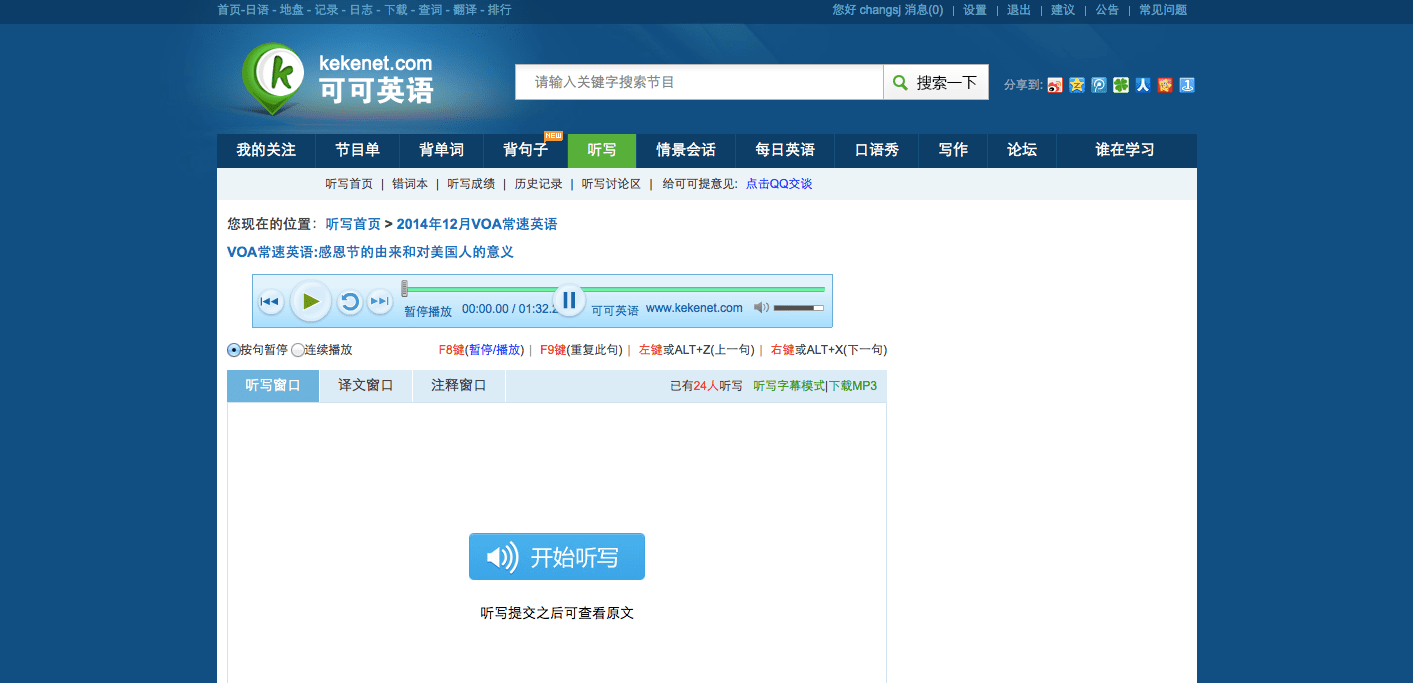 首页-日语 - 地盘 - 记录 - 日志 - 下载 - 查词 - 翻译 - 排行
您好 changsj 消息(0) | 设置 | 退出 | 建议 | 公告 | 常见问题
kekenet.com
可可英语
请输入关键字搜索节目
搜索一下
分享到:
NEW
我的关注 节目单 背单词 背句子 听写 情景会话 每日英语 口语秀 写作 论坛 谁在学习
听写首页 | 错词本 | 听写成绩 | 历史记录 | 听写讨论区 | 给可可提意见: 点击QQ交谈
您现在的位置: 听写首页 > 2014年12月VOA常速英语
VOA常速英语:感恩节的由来和对美国人的意义
暂停播放 00:00.00 / 01:32.2 可可英语 www.kekenet.com
按句暂停 连续播放 F8键(暂停/播放) | F9键(重复此句) | 左键或ALT+Z(上一句) | 右键或ALT+X(下一句)
听写窗口 译文窗口 注释窗口 已有24人听写 听写字幕模式|下载MP3
开始听写
听写提交之后可查看原文